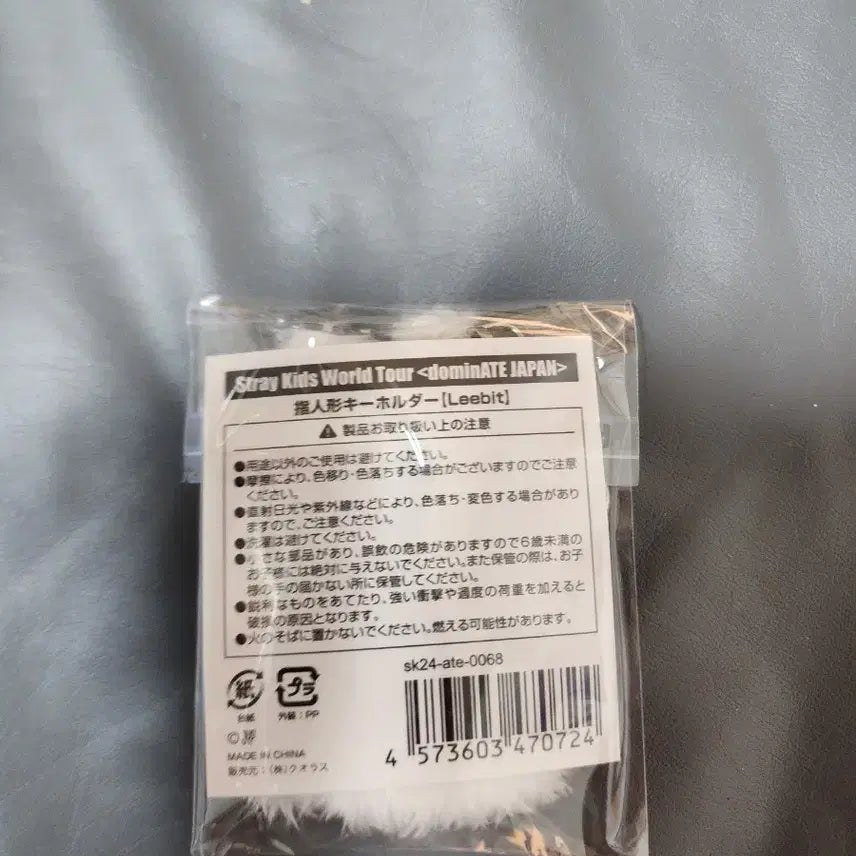 Stray Kids World Tour <dominATE JAPAN>
指人形キーホルダー【Leebit】
製品お取り扱い上の注意
●用途以外のご使用は避けてください。
●摩擦により、色移り・色落ちする場合がございますのでご注意
ください。
●直射日光や紫外線などにより、色落ち・変色する場合があり
ますので、ご注意ください。
●洗濯は避けてください。
●小さな部品があり、誤飲の危険がありますので6歳未満の
お子様には絶対に与えないでください。また保管の際は、お子
様の手の届かない所に保管してください。
●鋭利なものをあてたり、強い衝撃や過度の荷重を加えると
破損の原因となります。
●火のそばに置かないでください。燃える可能性があります。
sk24-ate-0068
紙
プラ
台紙
外装：PP
MADE IN CHINA
販売元：(株)クオラス
4 573603 470724